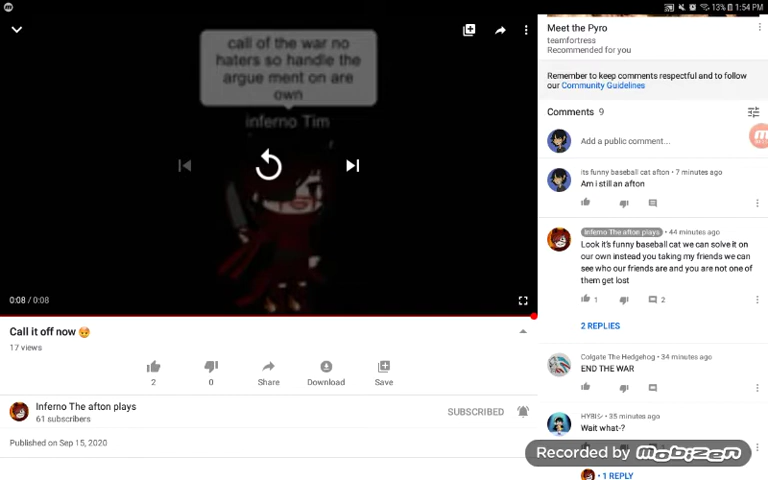 13% 1:54 PM
call of the war no
haters so handle the
argue ment on are
own
inferno Tim
0:08 / 0:08
Call it off now 😥
17 views
2
0
Share
Download
Save
Inferno The afton plays
61 subscribers
SUBSCRIBED
Published on Sep 15, 2020
Meet the Pyro
teamfortress
Recommended for you
Remember to keep comments respectful and to follow
our Community Guidelines
Comments 9
Add a public comment...
its funny baseball cat afton • 7 minutes ago
Am i still an afton
Inferno The afton plays • 44 minutes ago
Look it's funny baseball cat we can solve it on
our own instead you taking my friends we can
see who our friends are and you are not one of
them get lost
1
2
2 REPLIES
Colgate The Hedgehog • 34 minutes ago
END THE WAR
HYBIシ • 35 minutes ago
Wait what-?
Recorded by mobizen
1 REPLY